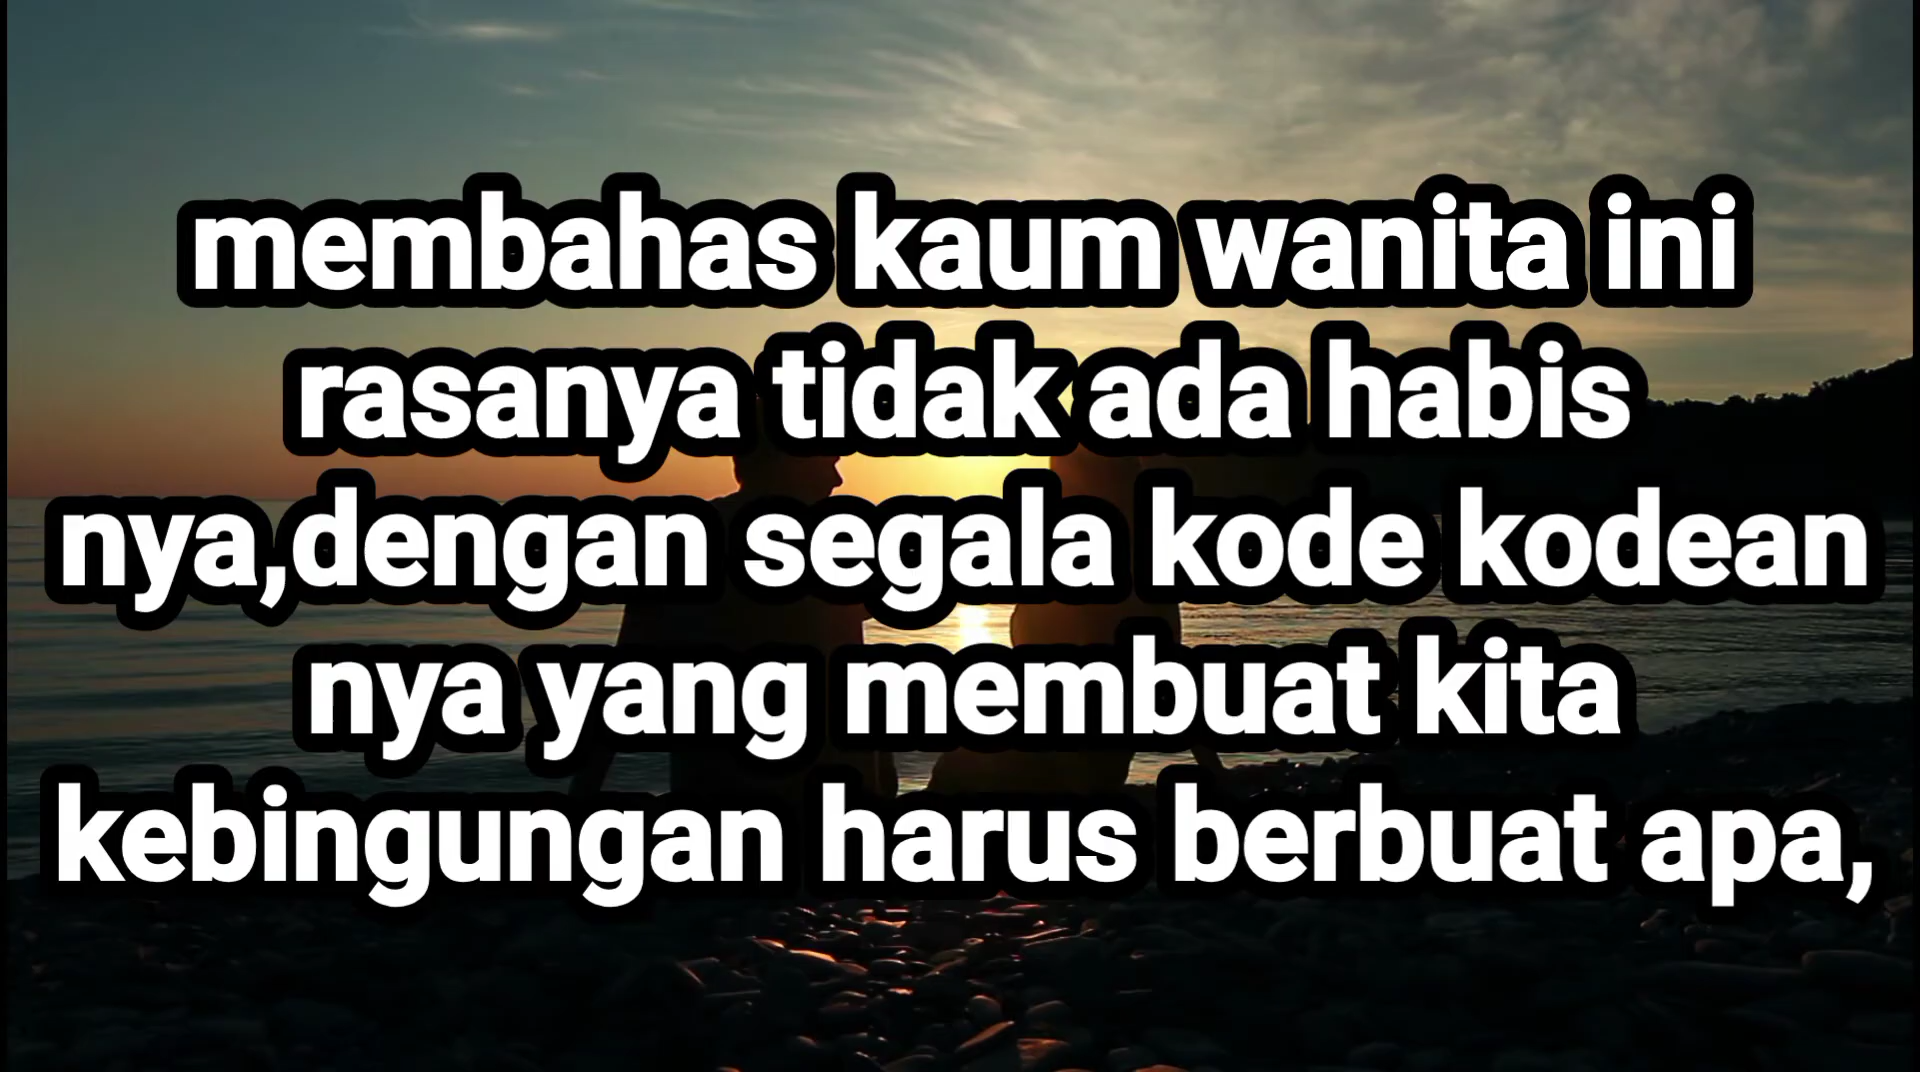 membahas kaum wanita ini
rasanya tidak ada habis
nya,dengan segala kode kodean
nya yang membuat kita
kebingungan harus berbuat apa,